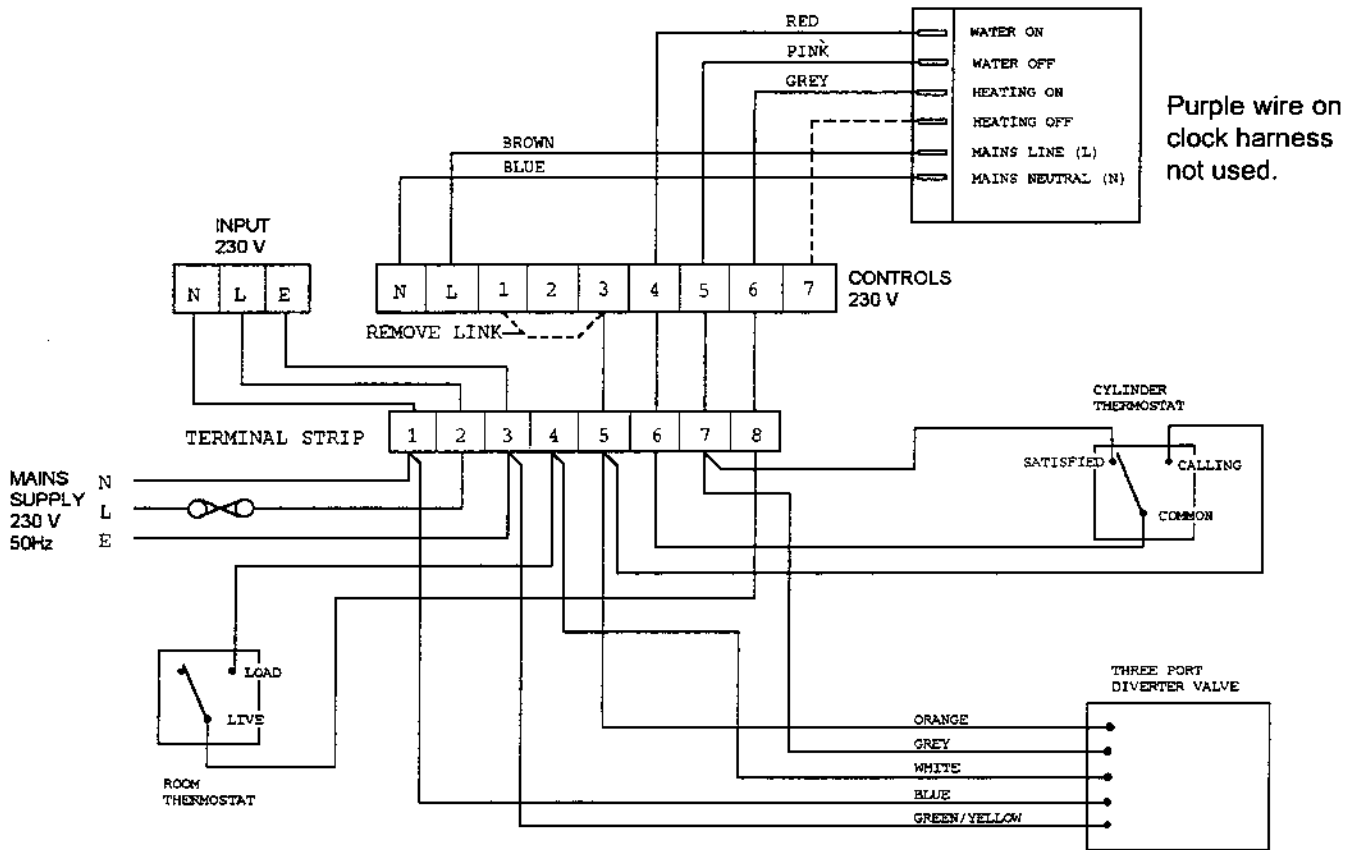 RED
WATER ON
PINK
WATER OFF
GREY
HEATING ON
HEATING OFF
BROWN
MAINS LINE (L)
BLUE
MAINS NEUTRAL (N)
Purple wire on
clock harness
not used.
INPUT
230 V
N L E
N L 1 2 3 4 5 6 7
CONTROLS
230 V
REMOVE LINK
TERMINAL STRIP
1 2 3 4 5 6 7 8
MAINS
SUPPLY
230 V
50Hz
N
L
E
CYLINDER
THERMOSTAT
SATISFIED
CALLING
COMMON
LOAD
LIVE
ROOM
THERMOSTAT
THREE PORT
DIVERTER VALVE
ORANGE
GREY
WHITE
BLUE
GREEN/YELLOW